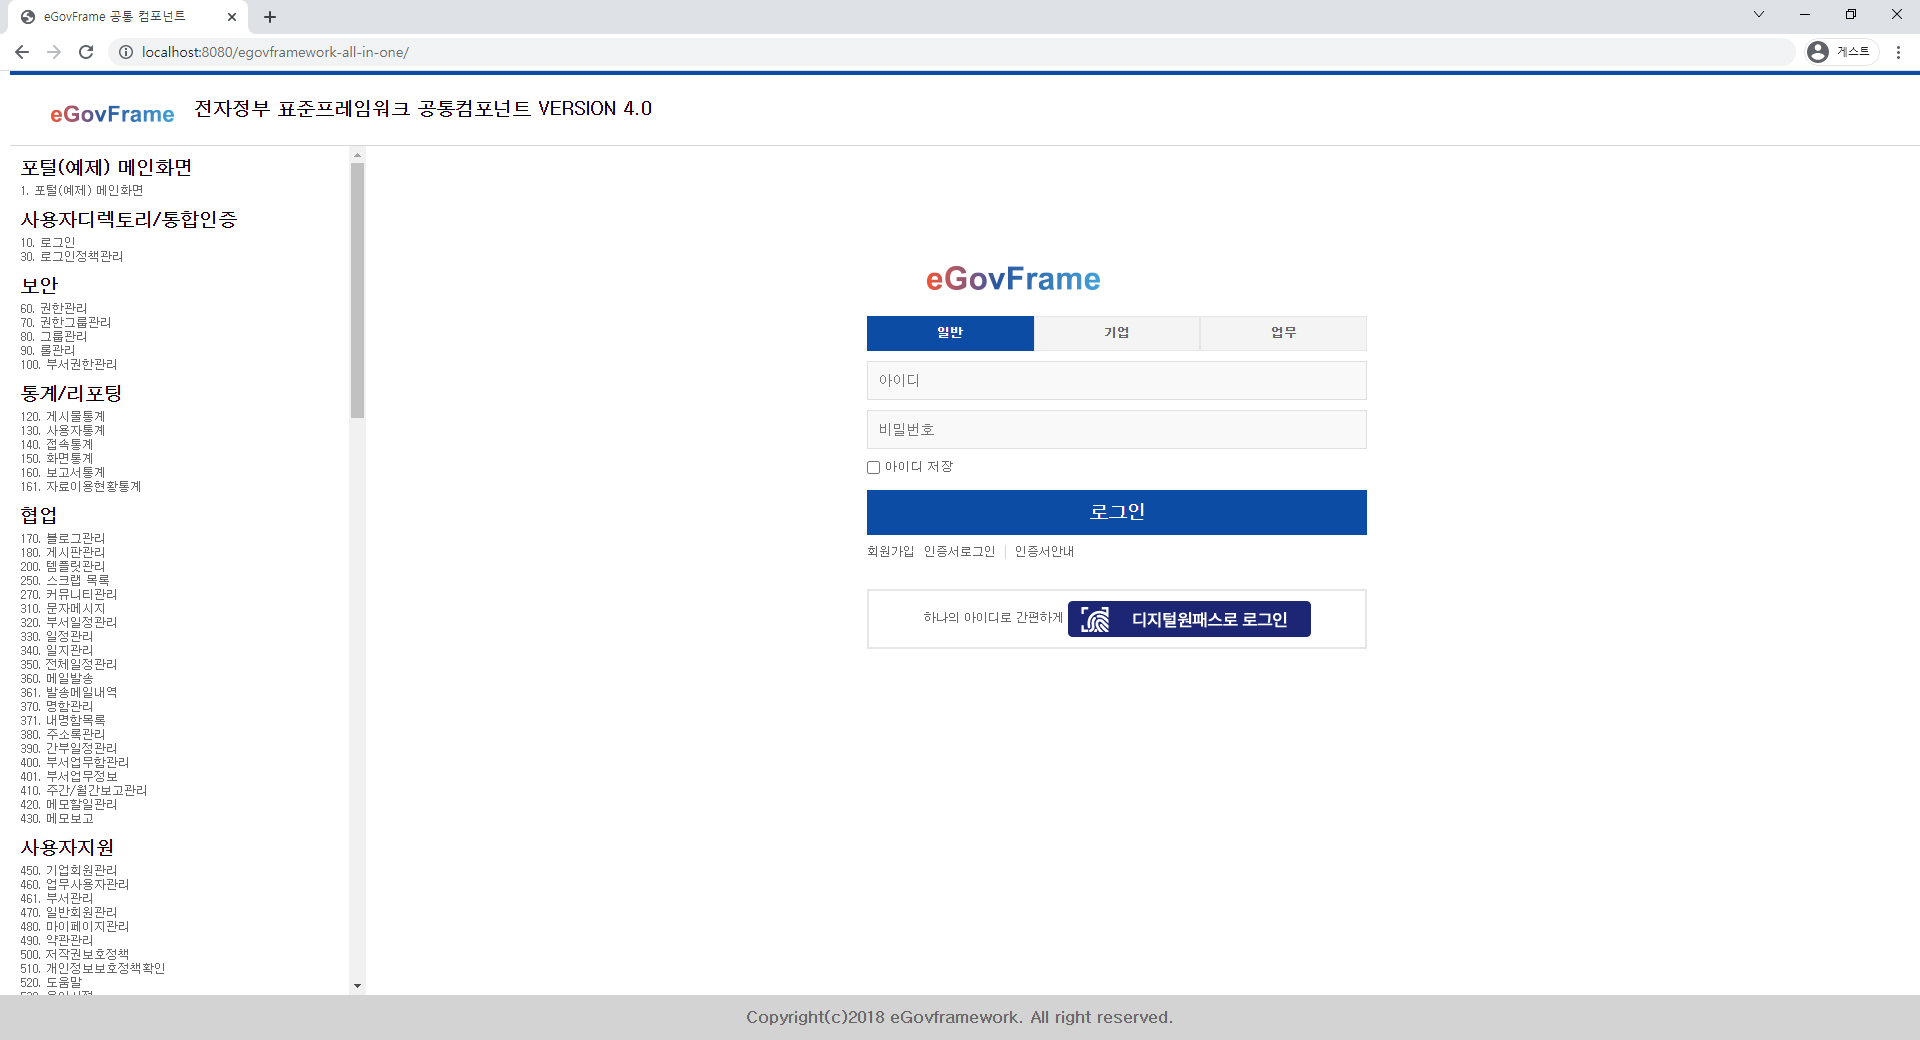 eGovFrame 공통 컴포넌트
localhost:8080/egovframework-all-in-one/
게스트
eGovFrame
전자정부 표준프레임워크 공통컴포넌트 VERSION 4.0
포털(예제) 메인화면
1. 포털(예제) 메인화면
사용자디렉토리/통합인증
10. 로그인
30. 로그인정책관리
보안
60. 권한관리
70. 권한그룹관리
80. 그룹관리
90. 롤관리
100. 부서권한관리
통계/리포팅
120. 게시물통계
130. 사용자통계
140. 접속통계
150. 화면통계
160. 보고서통계
161. 자료이용현황통계
협업
170. 블로그관리
180. 게시판관리
200. 템플릿관리
250. 스크랩 목록
270. 커뮤니티관리
310. 문자메시지
320. 부서일정관리
330. 일정관리
340. 일지관리
350. 전체일정관리
360. 메일발송
361. 발송메일내역
370. 명함관리
371. 내명함목록
380. 주소록관리
390. 간부일정관리
400. 부서업무함관리
401. 부서업무정보
410. 주간/월간보고관리
420. 메모할일관리
430. 메모보고
사용자지원
450. 기업회원관리
460. 업무사용자관리
461. 부서관리
470. 일반회원관리
480. 마이페이지관리
490. 약관관리
500. 저작권보호정책
510. 개인정보보호정책확인
520. 도움말
eGovFrame
일반
기업
업무
아이디
비밀번호
아이디 저장
로그인
회원가입 인증서로그인 인증서안내
하나의 아이디로 간편하게 디지털원패스로 로그인
Copyright(c)2018 eGovframework. All right reserved.